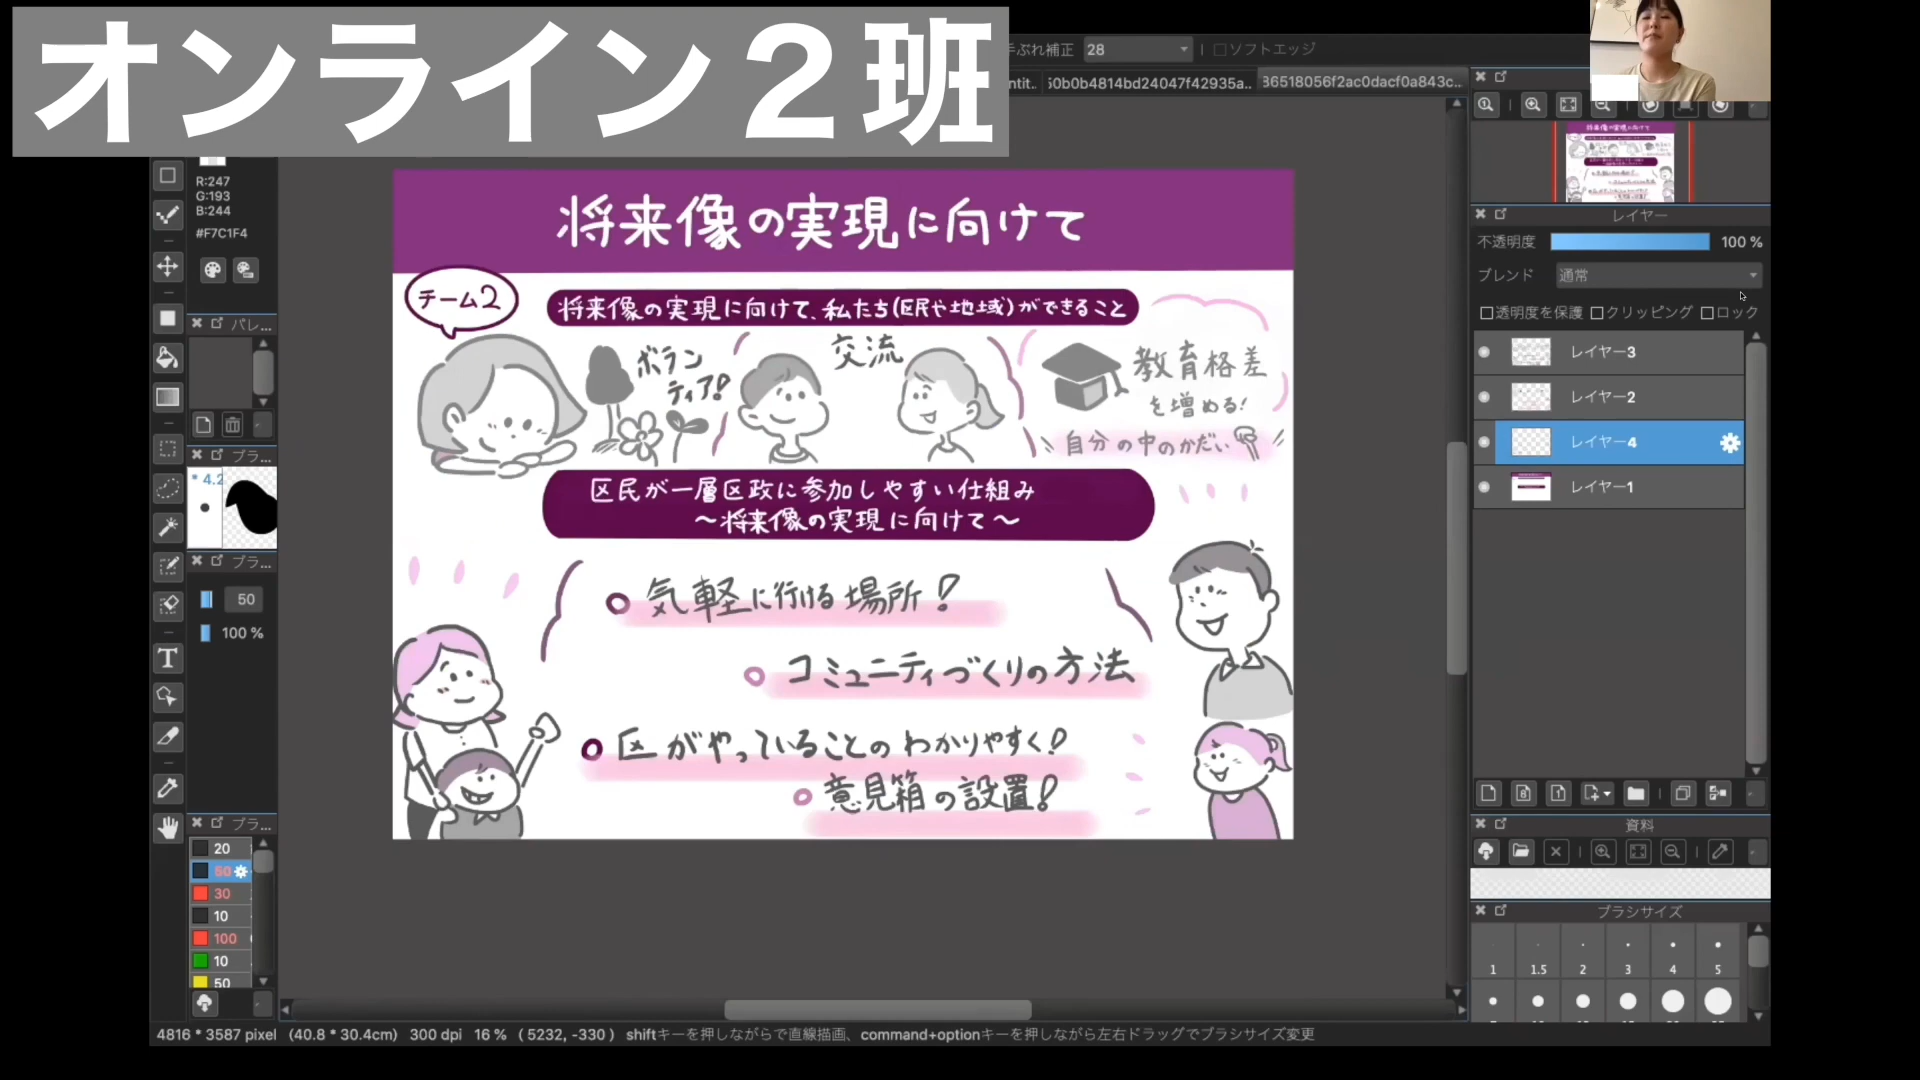 オンライン２班
手ぶれ補正 28 ソフトエッジ
ntit.. 50b0b4814bd24047f42935a.. 36518056f2ac0dacf0a843c...
R:247
G:193
B:244
#F7C1F4
パレ...
ブラ...
* 4.2
ブラ...
50
100 %
ブラ...
20
50
30
10
100
10
50
将来像の実現に向けて
チーム2
将来像の実現に向けて、私たち(区民や地域)ができること
ボラン
ティア!
交流
教育格差
を増める!
自分の中のかだい
区民が一層区政に参加しやすい仕組み
～将来像の実現に向けて～
気軽に行ける場所!
コミュニティづくりの方法
区がやっていることのわかりやすく!
意見箱の設置!
レイヤー
不透明度 100 %
ブレンド 通常
透明度を保護 クリッピング ロック
レイヤー3
レイヤー2
レイヤー4
レイヤー1
資料
ブラシサイズ
1 1.5 2 3 4 5
4816 * 3587 pixel (40.8 * 30.4cm) 300 dpi 16 % ( 5232, -330 ) shiftキーを押しながらで直線描画、command+optionキーを押しながら左右ドラッグでブラシサイズ変更